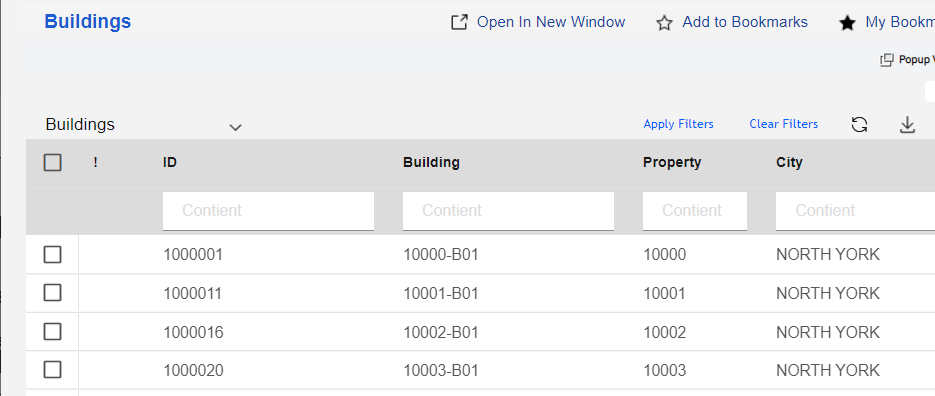 Buildings Open In New Window Add to Bookmarks My Bookm
Popup
Buildings Apply Filters Clear Filters
! ID Building Property City
Contient Contient Contient Contient
1000001 10000-B01 10000 NORTH YORK
1000011 10001-B01 10001 NORTH YORK
1000016 10002-B01 10002 NORTH YORK
1000020 10003-B01 10003 NORTH YORK